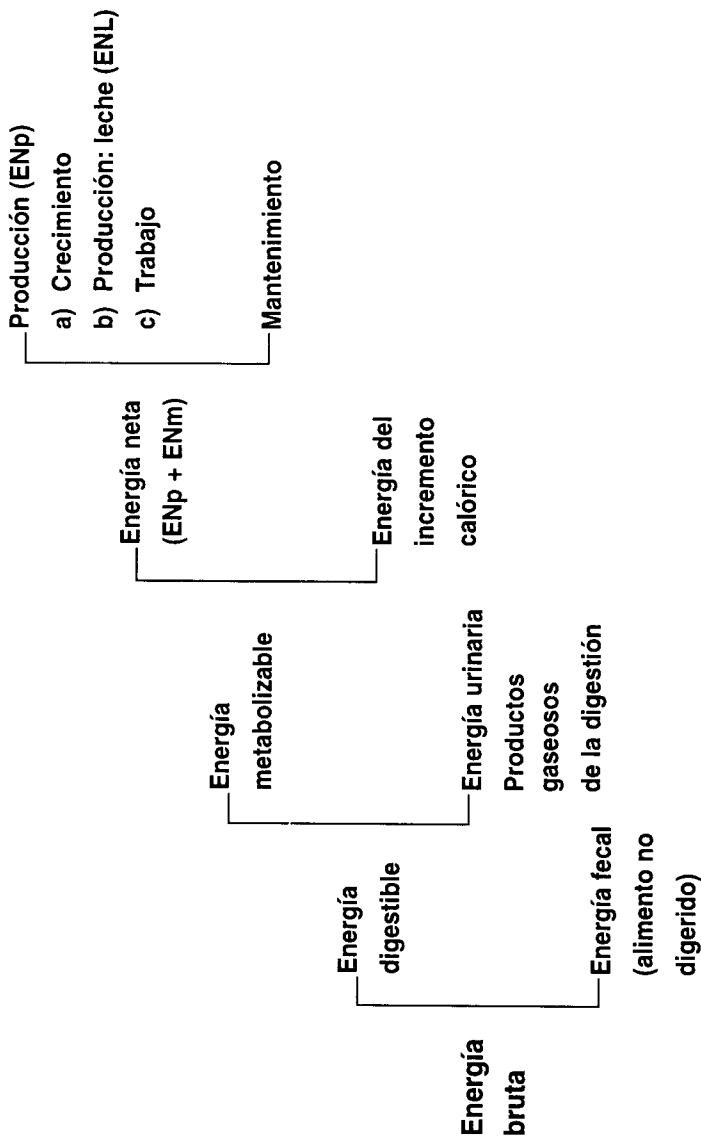 Energía
bruta
Energía
digestible
Energía fecal
(alimento no
digerido)
Energía
metabolizable
Energía urinaria
Productos
gaseosos
de la digestión
Energía neta
(ENp + ENm)
Energía del
incremento
calórico
Producción (ENp)
a) Crecimiento
b) Producción: leche (ENL)
c) Trabajo
Mantenimiento